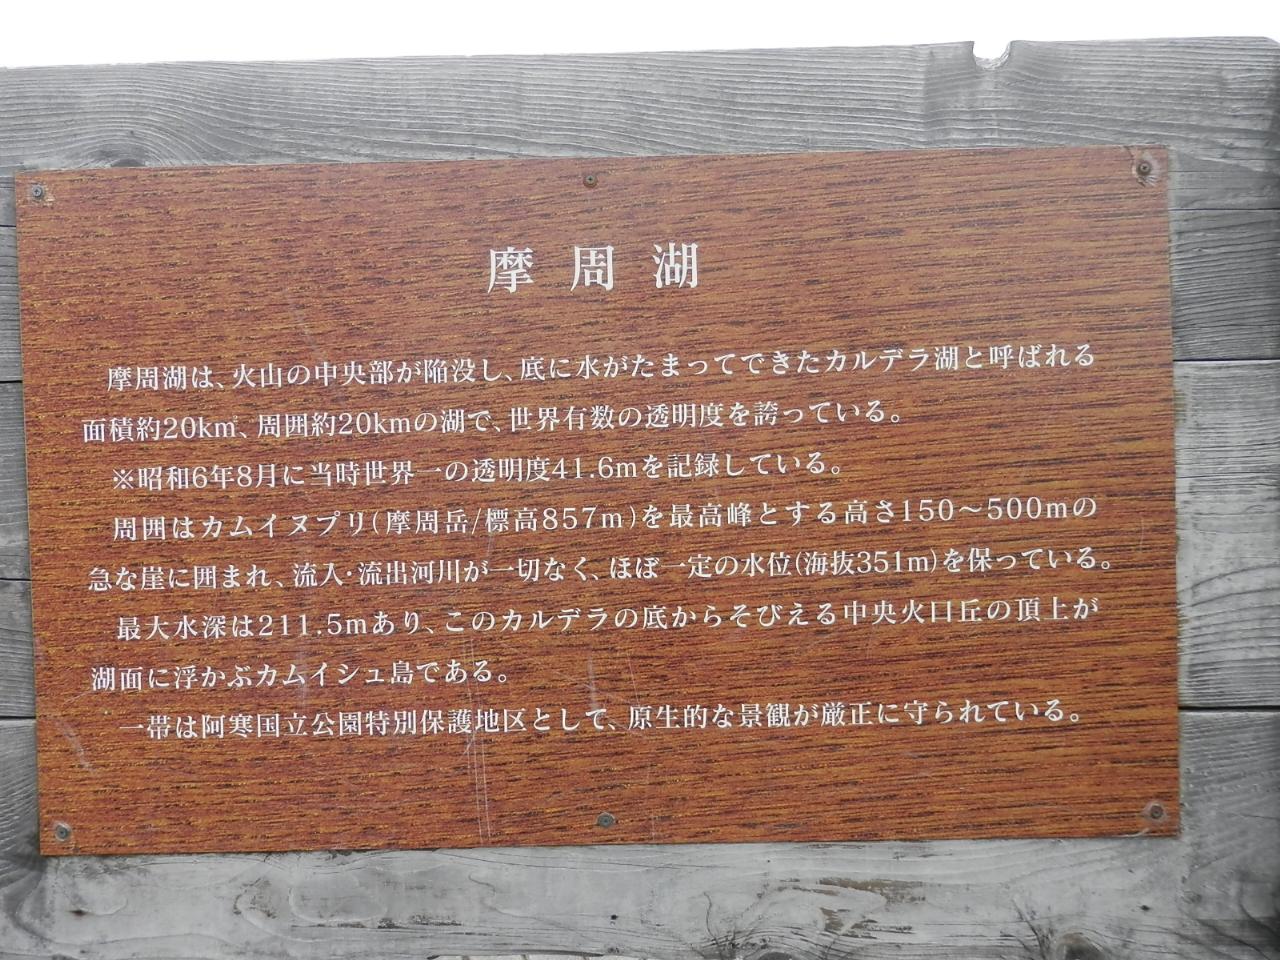 摩周湖
摩周湖は、火山の中央部が陥没し、底に水がたまってできたカルデラ湖と呼ばれる
面積約20k㎡、周囲約20kmの湖で、世界有数の透明度を誇っている。
※昭和6年8月に当時世界一の透明度41.6mを記録している。
周囲はカムイヌプリ(摩周岳/標高857m)を最高峰とする高さ150〜500mの
急な崖に囲まれ、流入・流出河川が一切なく、ほぼ一定の水位(海抜351m)を保っている。
最大水深は211.5mあり、このカルデラの底からそびえる中央火口丘の頂上が
湖面に浮かぶカムイシュ島である。
一帯は阿寒国立公園特別保護地区として、原生的な景観が厳正に守られている。